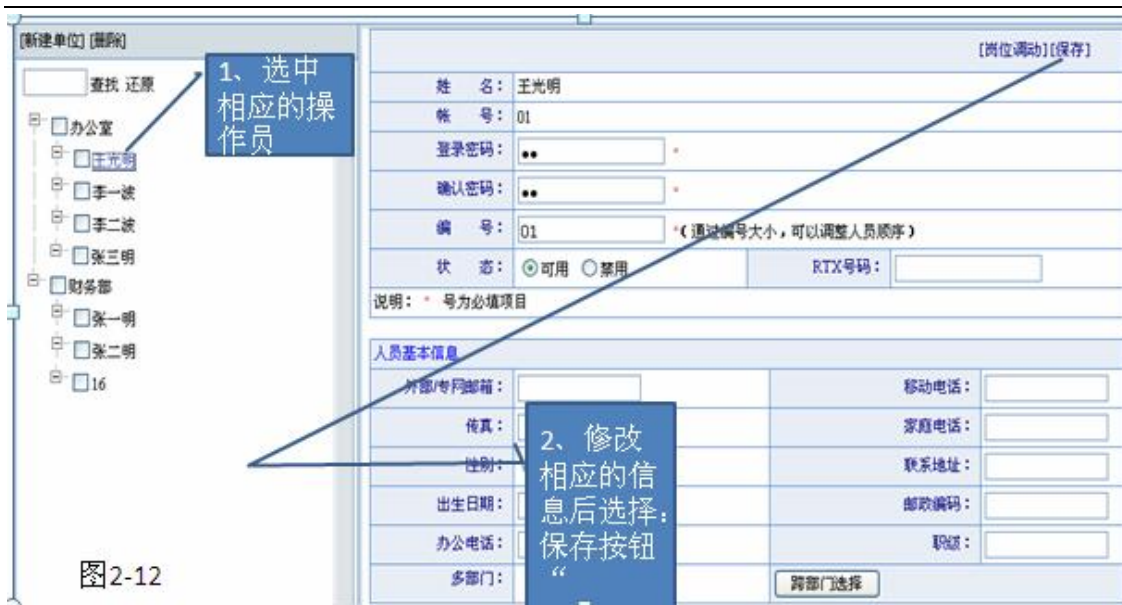 [新建单位] [删除]
查找 还原
办公室
王光明
李一波
李二波
张三明
财务部
张一明
张二明
16
1、选中
相应的操
作员
[岗位调动][保存]
姓 名： 王光明
帐 号： 01
登录密码： •• *
确认密码： •• *
编 号： 01 *(通过编号大小，可以调整人员顺序)
状 态： 可用 禁用 RTX号码：
说明： * 号为必填项目
人员基本信息
外部/专网邮箱： 移动电话：
传真： 家庭电话：
性别： 联系地址：
出生日期： 邮政编码：
办公电话： 职级：
多部门： 跨部门选择
2、修改
相应的信
息后选择：
保存按钮
“
图2-12